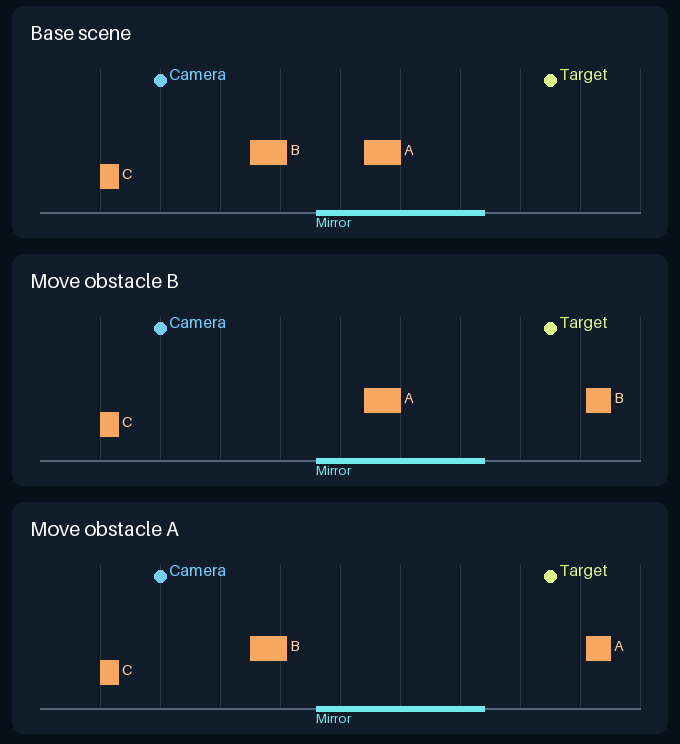 Base scene
Camera
Target
B
A
C
Mirror
Move obstacle B
Camera
Target
A
B
C
Mirror
Move obstacle A
Camera
Target
B
A
C
Mirror